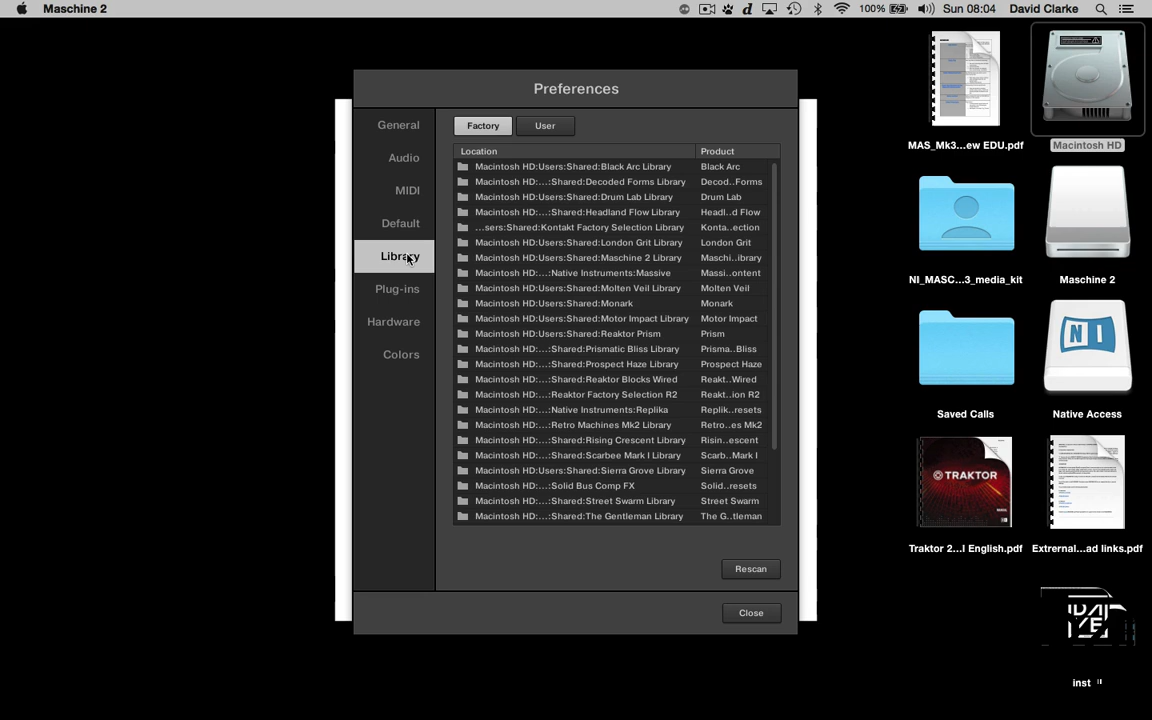 Maschine 2
100%
Sun 08:04
David Clarke
Preferences
General
Audio
MIDI
Default
Library
Plug-ins
Hardware
Colors
Factory
User
Location
Product
Macintosh HD:Users:Shared:Black Arc Library
Black Arc
Macintosh HD:...:Shared:Decoded Forms Library
Decod..Forms
Macintosh HD:Users:Shared:Drum Lab Library
Drum Lab
Macintosh HD:...:Shared:Headland Flow Library
Headl..d Flow
...sers:Shared:Kontakt Factory Selection Library
Konta..ection
Macintosh HD:Users:Shared:London Grit Library
London Grit
Macintosh HD:Users:Shared:Maschine 2 Library
Maschi..ibrary
Macintosh HD:...:Native Instruments:Massive
Massi..ontent
Macintosh HD:Users:Shared:Molten Veil Library
Molten Veil
Macintosh HD:Users:Shared:Monark
Monark
Macintosh HD:Users:Shared:Motor Impact Library
Motor Impact
Macintosh HD:Users:Shared:Reaktor Prism
Prism
Macintosh HD:...:Shared:Prismatic Bliss Library
Prisma..Bliss
Macintosh HD:...:Shared:Prospect Haze Library
Prospect Haze
Macintosh HD:...:Shared:Reaktor Blocks Wired
Reakt..Wired
Macintosh HD:...:Reaktor Factory Selection R2
Reakt..ion R2
Macintosh HD:...:Native Instruments:Replika
Replik..resets
Macintosh HD:...:Retro Machines Mk2 Library
Retro..es Mk2
Macintosh HD:...:Shared:Rising Crescent Library
Risin..escent
Macintosh HD:...:Shared:Scarbee Mark I Library
Scarb..Mark I
Macintosh HD:Users:Shared:Sierra Grove Library
Sierra Grove
Macintosh HD:...:Solid Bus Comp FX
Solid..resets
Macintosh HD:...:Shared:Street Swarm Library
Street Swarm
Macintosh HD:...:Shared:The Gentleman Library
The G..tleman
Rescan
Close
MAS_Mk3...ew EDU.pdf
Macintosh HD
NI_MASC...3_media_kit
Maschine 2
Saved Calls
Native Access
TRAKTOR
Traktor 2...l English.pdf
Extrernal...ad links.pdf
inst